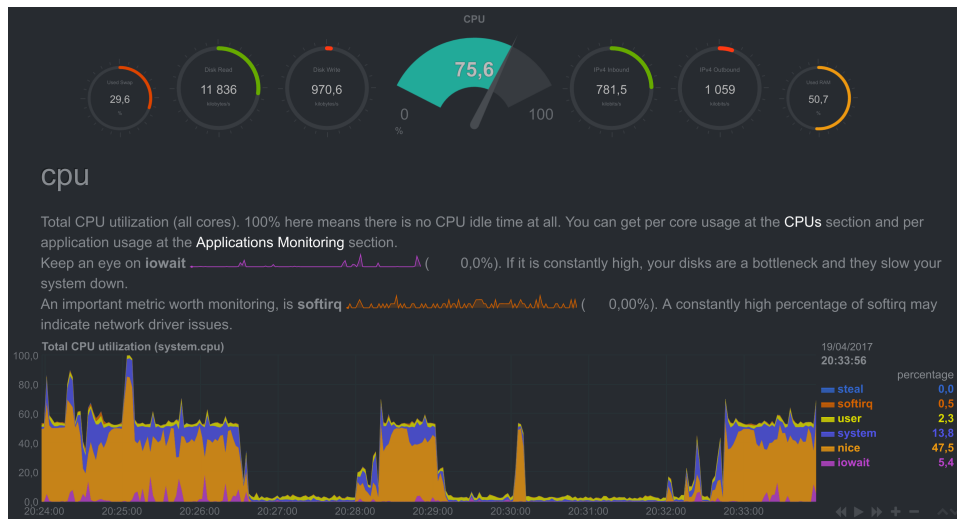 CPU
Used Swap
29,6
%
Disk Read
11 836
kilobytes/s
Disk Write
970,6
kilobytes/s
75,6
0
100
%
IPv4 Inbound
781,5
kilobits/s
IPv4 Outbound
1 059
kilobits/s
Used RAM
50,7
%
cpu
Total CPU utilization (all cores). 100% here means there is no CPU idle time at all. You can get per core usage at the CPUs section and per
application usage at the Applications Monitoring section.
Keep an eye on iowait ( 0,0%). If it is constantly high, your disks are a bottleneck and they slow your
system down.
An important metric worth monitoring, is softirq ( 0,00%). A constantly high percentage of softirq may
indicate network driver issues.
Total CPU utilization (system.cpu)
19/04/2017
20:33:56
percentage
steal 0,0
softirq 0,5
user 2,3
system 13,8
nice 47,5
iowait 5,4
100,0
80,0
60,0
40,0
20,0
0,0
20:24:00 20:25:00 20:26:00 20:27:00 20:28:00 20:29:00 20:30:00 20:31:00 20:32:00 20:33:00